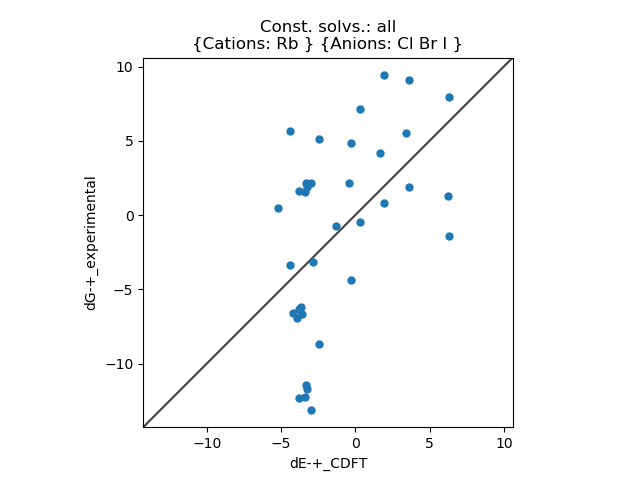 Const. solvs.: all
{Cations: Rb } {Anions: Cl Br I }
10
5
0
−5
−10
dG-+_experimental
−10 −5 0 5 10
dE-+_CDFT